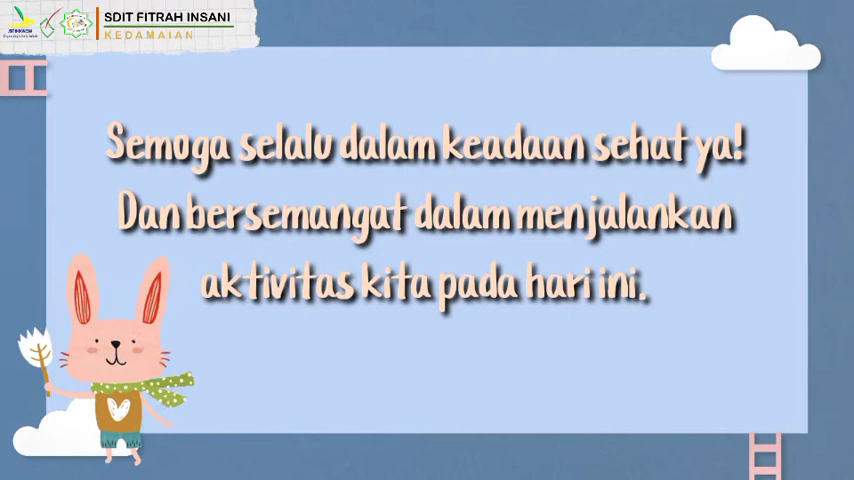 SDIT FITRAH INSANI
KEDAMAIAN
Semoga selalu dalam keadaan sehat ya!
Dan bersemangat dalam menjalankan
aktivitas kita pada hari ini.